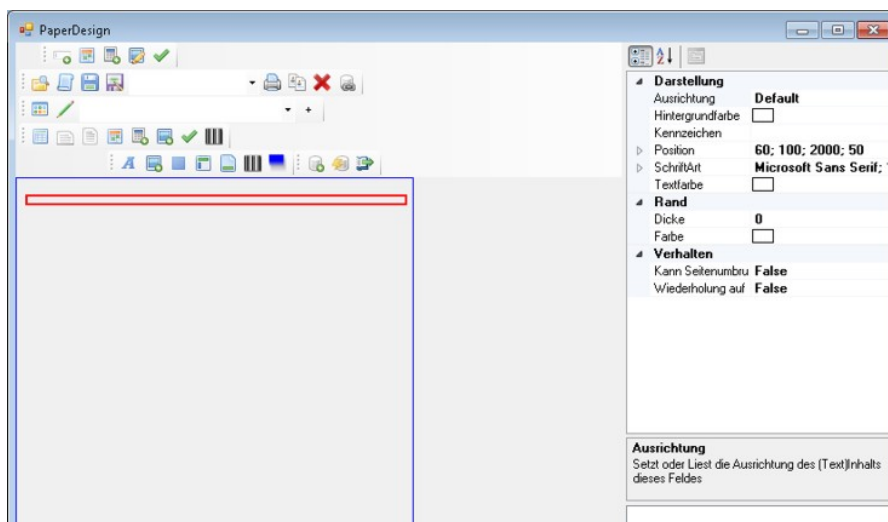 PaperDesign
Darstellung
Ausrichtung Default
Hintergrundfarbe
Kennzeichen
Position 60; 100; 2000; 50
SchriftArt Microsoft Sans Serif;
Textfarbe
Rand
Dicke 0
Farbe
Verhalten
Kann Seitenumbru False
Wiederholung auf False
Ausrichtung
Setzt oder Liest die Ausrichtung des (Text)Inhalts
dieses Feldes